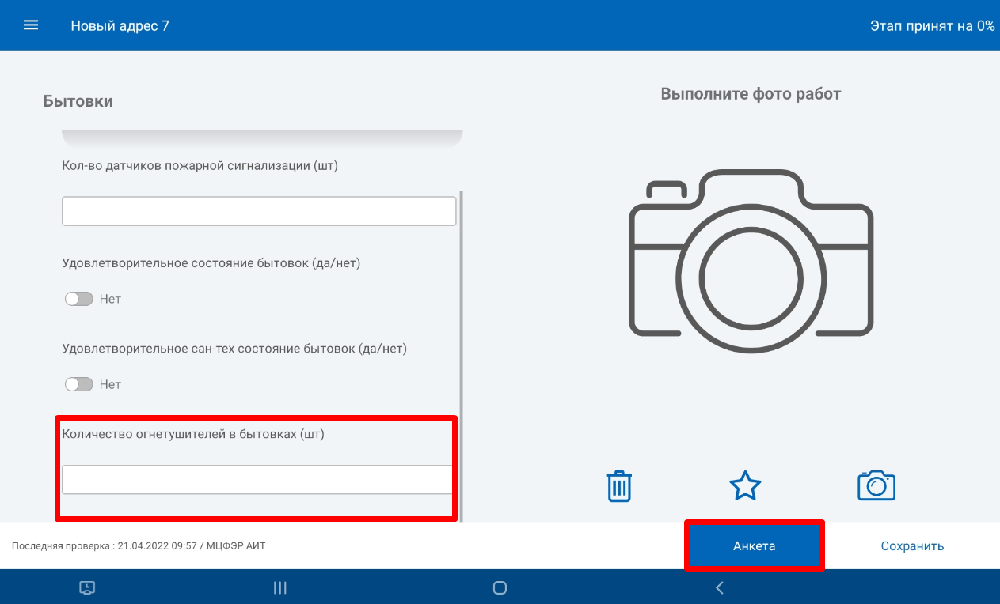 Новый адрес 7
Этап принят на 0%
Бытовки
Выполните фото работ
Кол-во датчиков пожарной сигнализации (шт)
Удовлетворительное состояние бытовок (да/нет)
Нет
Удовлетворительное сан-тех состояние бытовок (да/нет)
Нет
Количество огнетушителей в бытовках (шт)
Последняя проверка : 21.04.2022 09:57 / МЦФЭР АИТ
Анкета
Сохранить